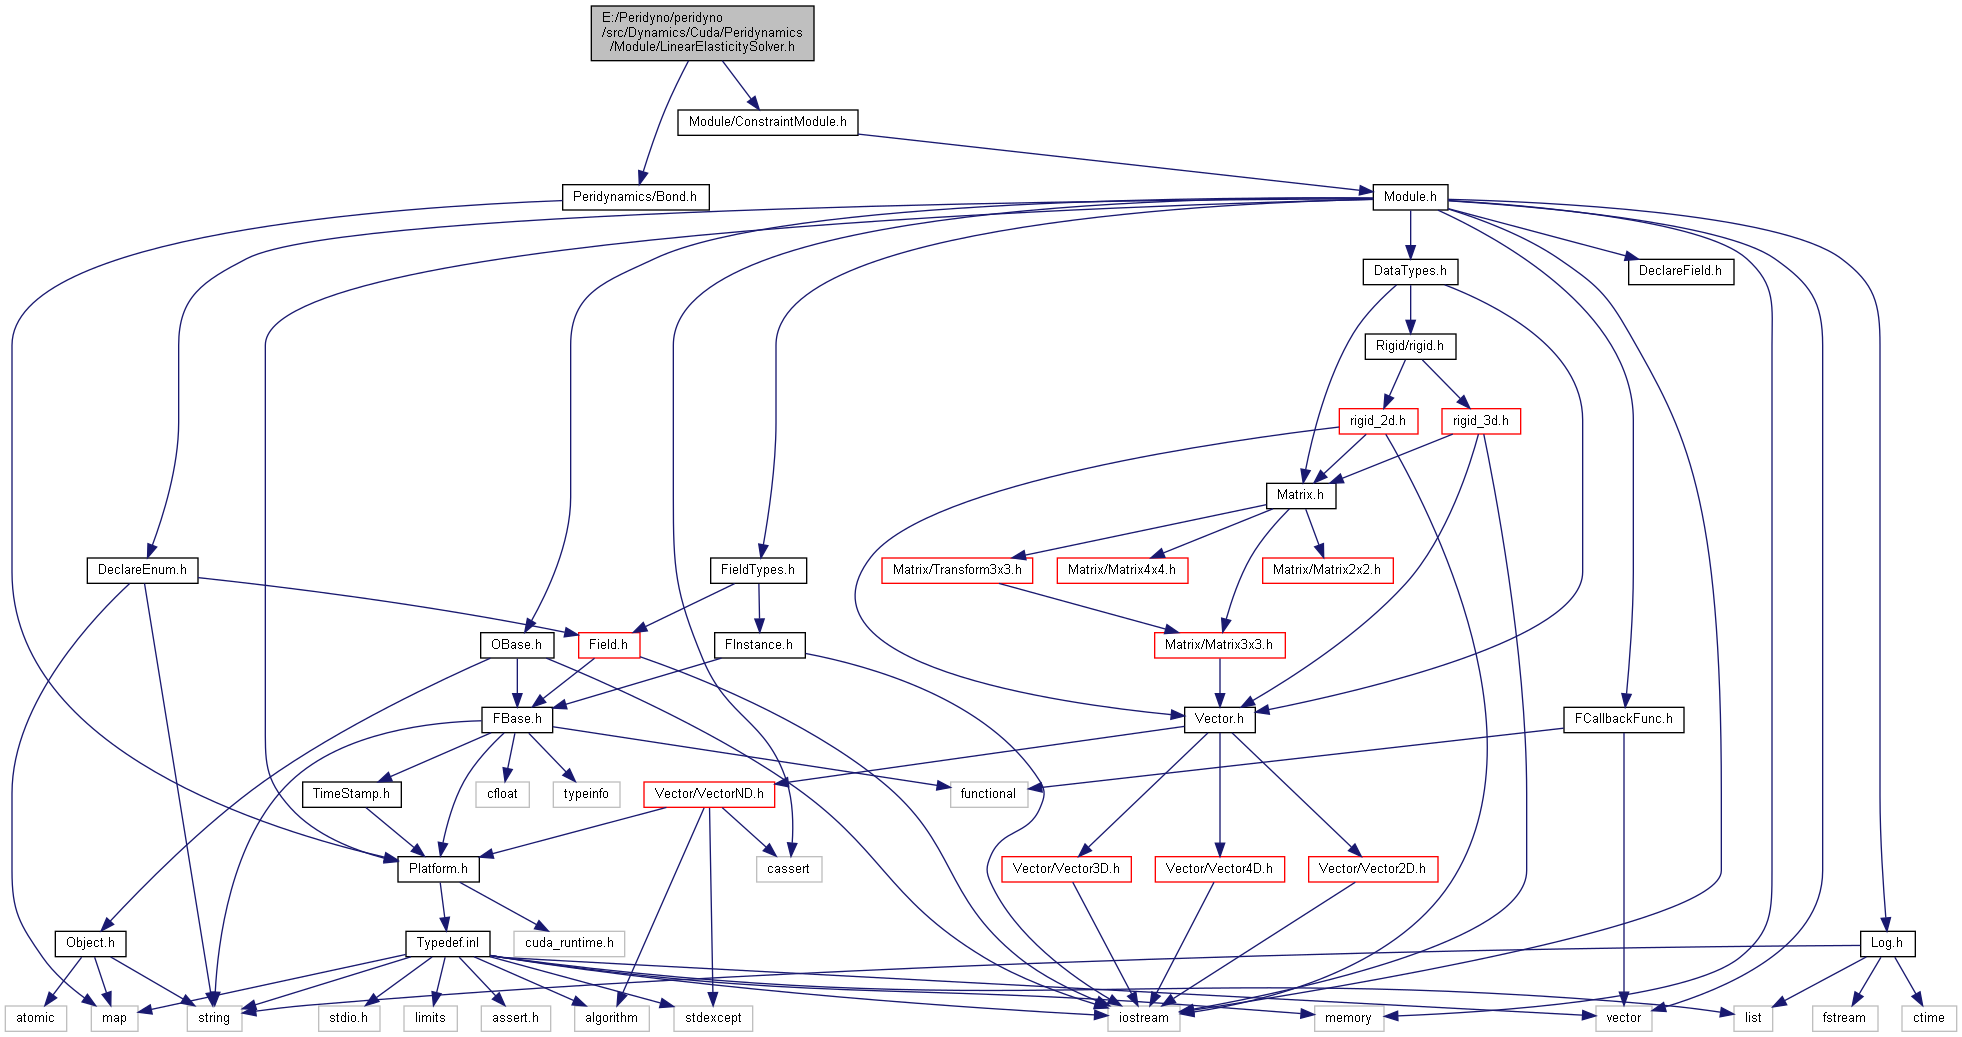 E:/Peridyno/peridyno
/src/Dynamics/Cuda/Peridynamics
/Module/LinearElasticitySolver.h
Module/ConstraintModule.h
Peridynamics/Bond.h
Module.h
DataTypes.h
DeclareField.h
Rigid/rigid.h
rigid_2d.h
rigid_3d.h
Matrix.h
DeclareEnum.h
FieldTypes.h
Matrix/Transform3x3.h
Matrix/Matrix4x4.h
Matrix/Matrix2x2.h
OBase.h
Field.h
FInstance.h
Matrix/Matrix3x3.h
FBase.h
Vector.h
FCallbackFunc.h
TimeStamp.h
cfloat
typeinfo
Vector/VectorND.h
functional
Platform.h
cassert
Vector/Vector3D.h
Vector/Vector4D.h
Vector/Vector2D.h
Object.h
Typedef.inl
cuda_runtime.h
Log.h
atomic
map
string
stdio.h
limits
assert.h
algorithm
stdexcept
iostream
memory
vector
list
fstream
ctime